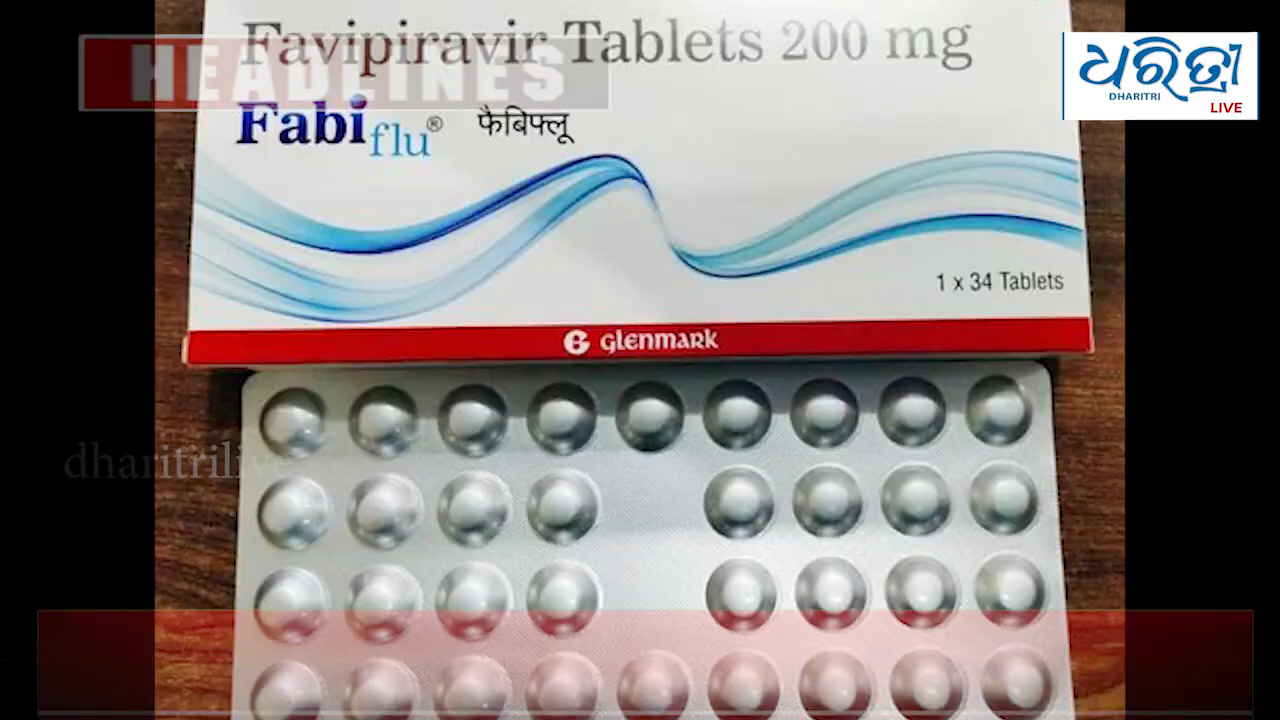 Favipiravir Tablets 200 mg
HEADLINES
Fabiflu® फैबिफ्लू
ଧରିତ୍ରୀ
DHARITRI
LIVE
1 x 34 Tablets
glenmark
dharitrilive